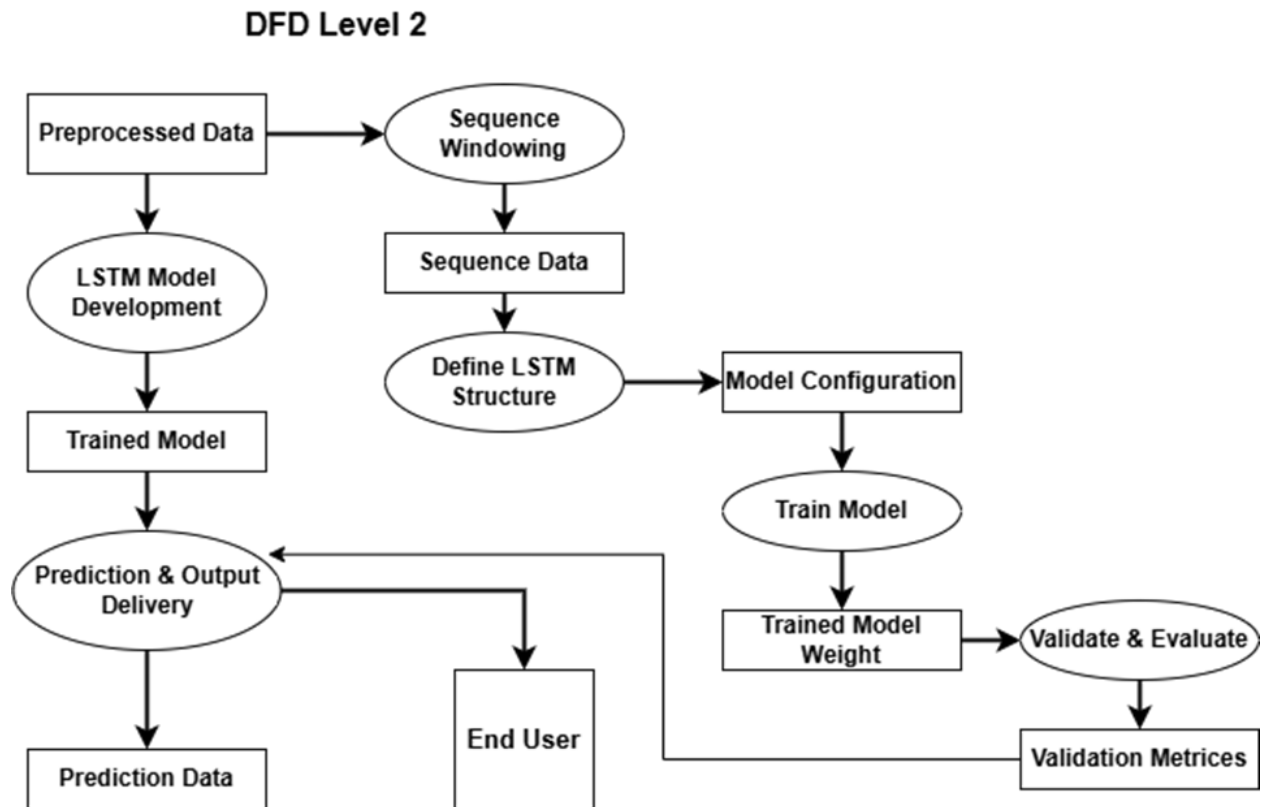 DFD Level 2
Preprocessed Data
Sequence
Windowing
LSTM Model
Development
Sequence Data
Define LSTM
Structure
Model Configuration
Trained Model
Train Model
Prediction & Output
Delivery
Trained Model
Weight
Validate & Evaluate
End User
Validation Metrices
Prediction Data